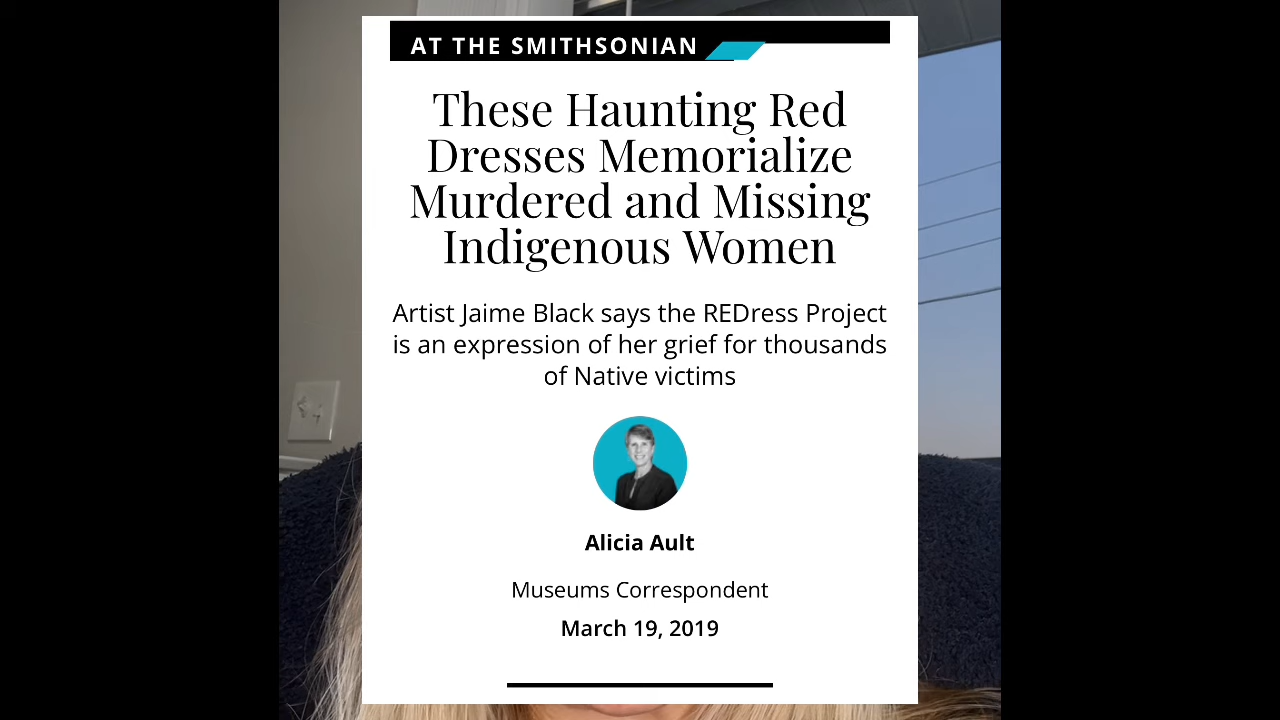 AT THE SMITHSONIAN
These Haunting Red
Dresses Memorialize
Murdered and Missing
Indigenous Women
Artist Jaime Black says the REDress Project
is an expression of her grief for thousands
of Native victims
Alicia Ault
Museums Correspondent
March 19, 2019